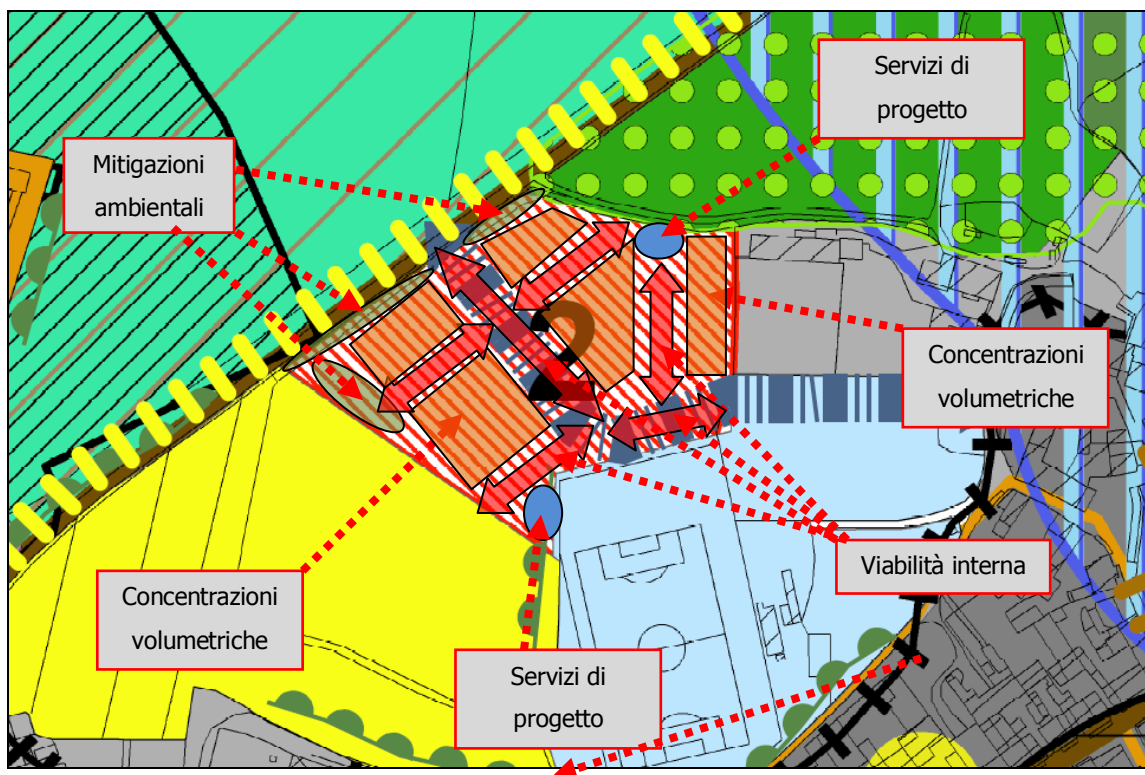 Servizi di
progetto
Mitigazioni
ambientali
Concentrazioni
volumetriche
Viabilità interna
Concentrazioni
volumetriche
Servizi di
progetto